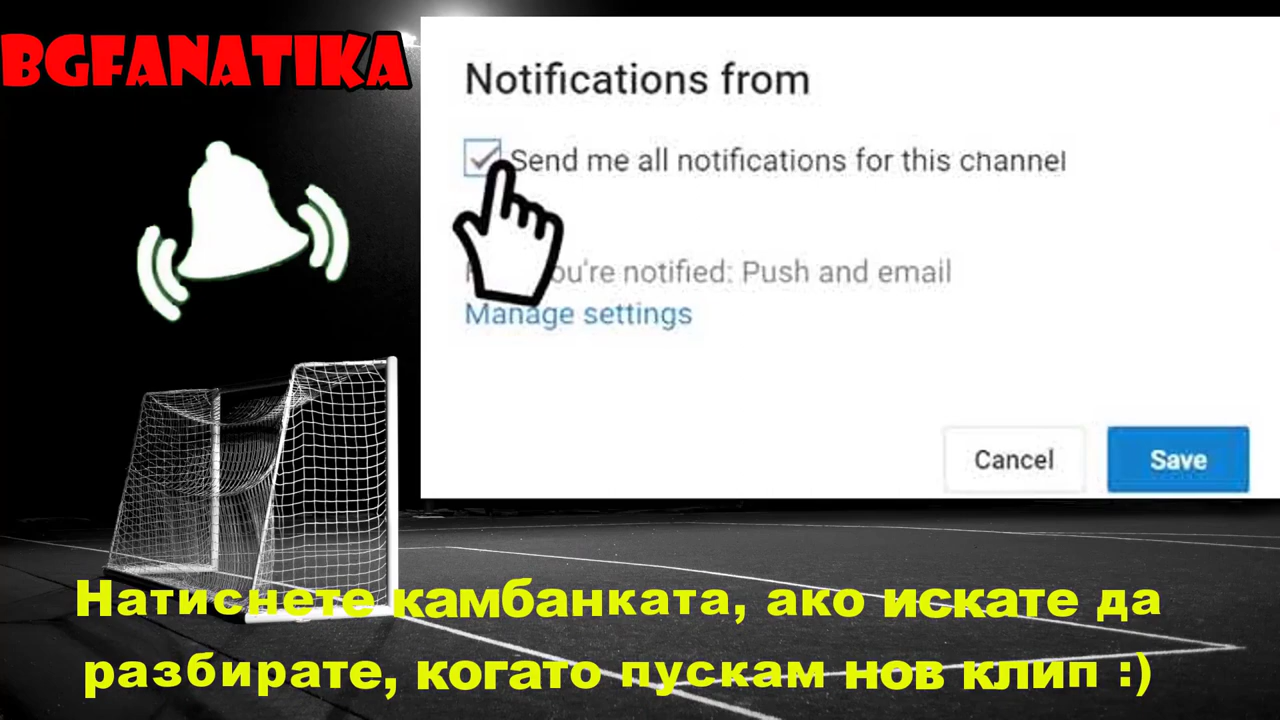 BGFANATIKA
Notifications from
Send me all notifications for this channel
you're notified: Push and email
Manage settings
Cancel
Save
Натиснете камбанката, ако искате да
разбирате, когато пускам нов клип :)